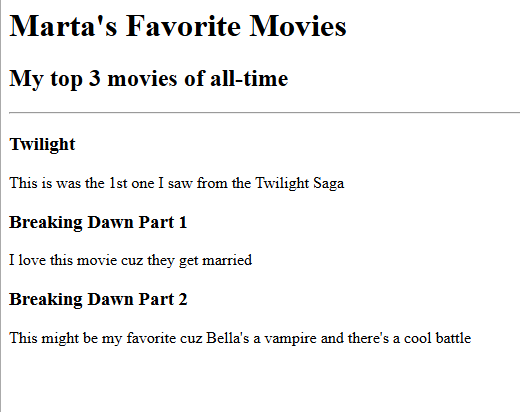 Marta's Favorite Movies
My top 3 movies of all-time
Twilight
This is was the 1st one I saw from the Twilight Saga
Breaking Dawn Part 1
I love this movie cuz they get married
Breaking Dawn Part 2
This might be my favorite cuz Bella's a vampire and there's a cool battle